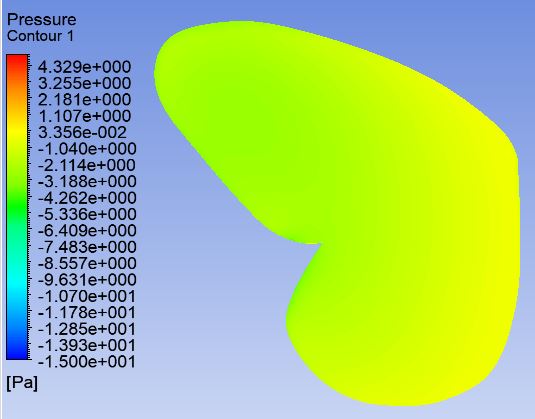 Pressure
Contour 1
4.329e+000
3.255e+000
2.181e+000
1.107e+000
3.356e-002
-1.040e+000
-2.114e+000
-3.188e+000
-4.262e+000
-5.336e+000
-6.409e+000
-7.483e+000
-8.557e+000
-9.631e+000
-1.070e+001
-1.178e+001
-1.285e+001
-1.393e+001
-1.500e+001
[Pa]